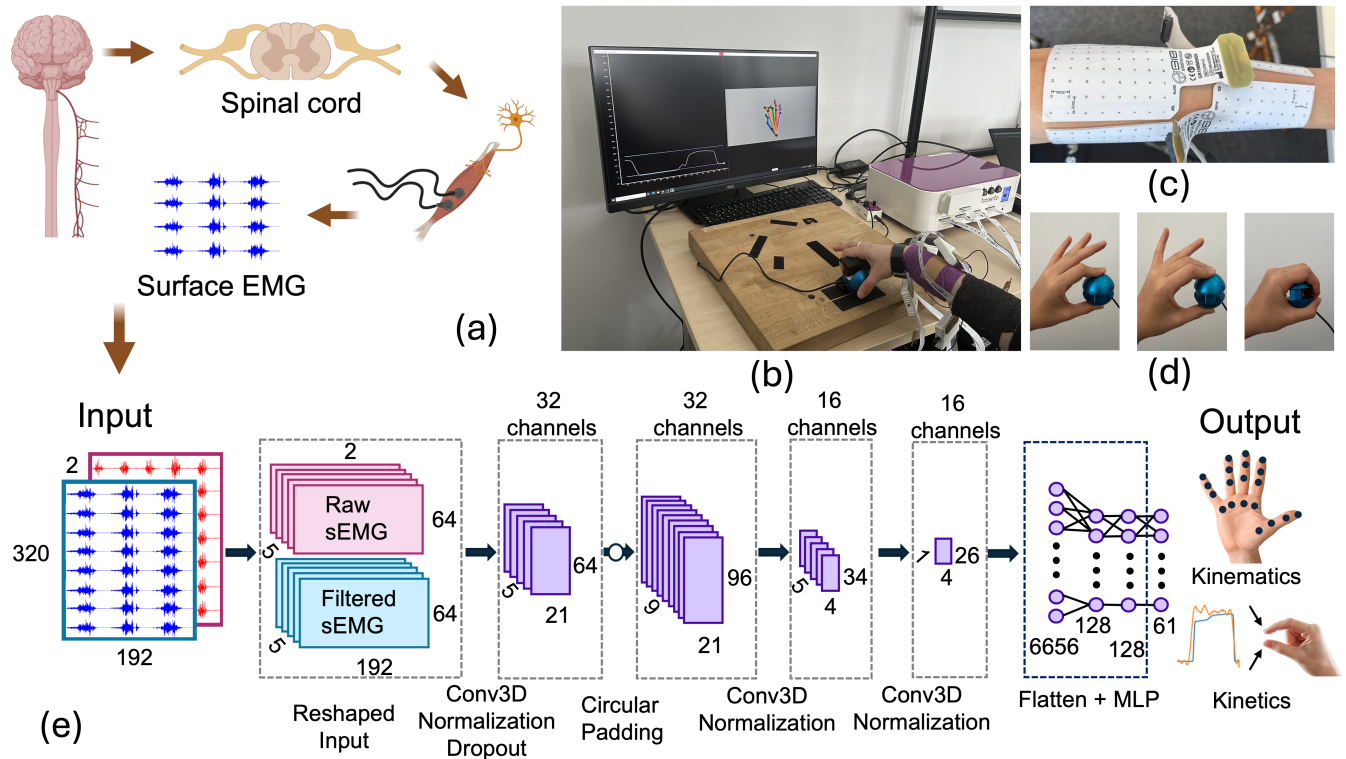 Spinal cord
Surface EMG
(a)
(b)
(c)
(d)
Input
2
320
192
2
Raw
sEMG
64
5
Filtered
sEMG
64
5
192
Reshaped
Input
Conv3D
Normalization
Dropout
32
channels
64
5
21
Circular
Padding
32
channels
96
9
21
Conv3D
Normalization
16
channels
34
5
4
Conv3D
Normalization
16
channels
1
26
4
6656
128
128
61
Flatten + MLP
Output
Kinematics
Kinetics
(e)